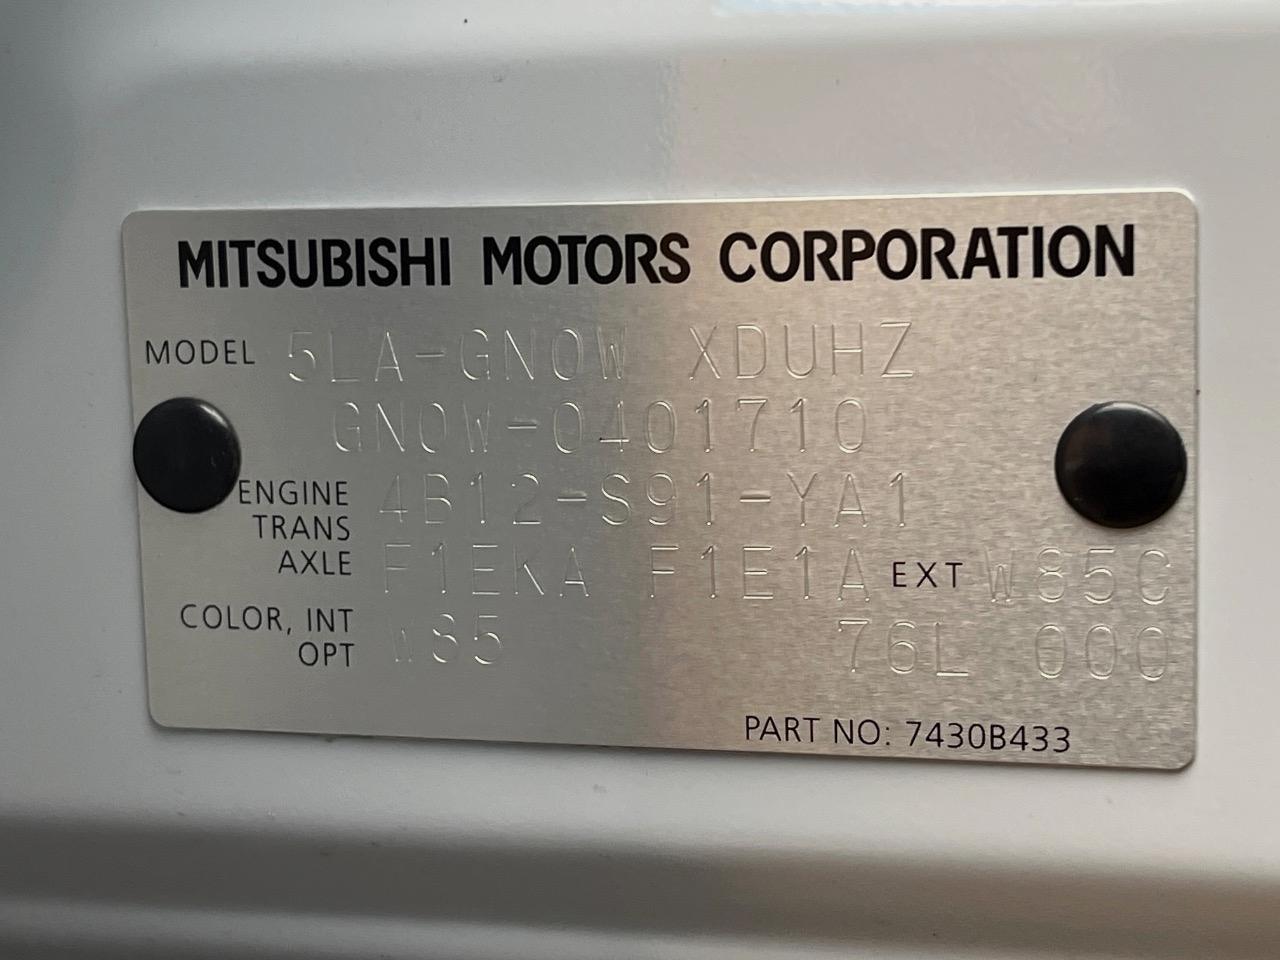 MITSUBISHI MOTORS CORPORATION
MODEL 5LA-GN0W XDUHZ
GN0W-0401710
ENGINE 4B12-S91-YA1
TRANS
AXLE F1EKA F1E1A EXT W85C
COLOR, INT
OPT W85 76L 000
PART NO: 7430B433